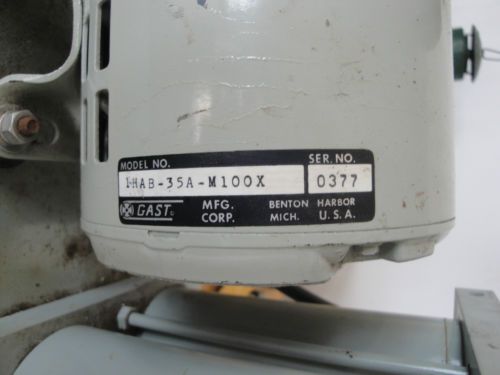 MODEL NO. SER. NO.
1HAB-35A-M100X 0377
GAST MFG. CORP. BENTON HARBOR MICH. U.S.A.